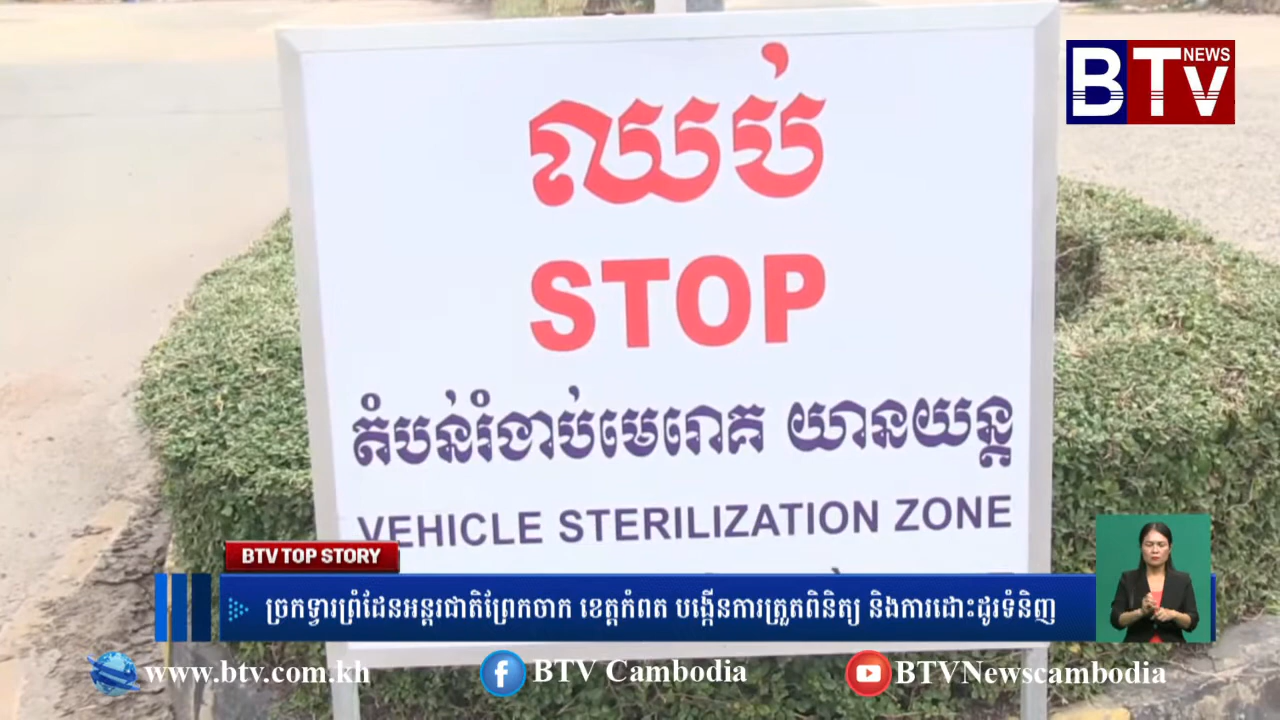 BTV NEWS
ឈប់
STOP
តំបន់រំងាប់មេរោគ យានយន្ត
VEHICLE STERILIZATION ZONE
BTV TOP STORY
ច្រកទ្វារព្រំដែនអន្តរជាតិព្រែកចាក ខេត្តកំពត បង្កើនការត្រួតពិនិត្យ និងការដោះដូរទំនិញ
www.btv.com.kh
BTV Cambodia
BTVNewscambodia